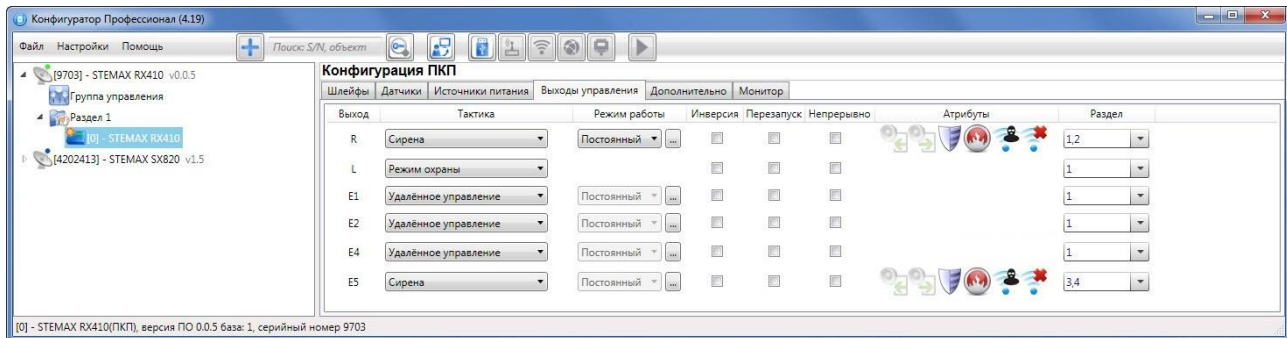 Конфигуратор Профессионал (4.19)
Файл Настройки Помощь Поиск: S/N, объект
[9703] - STEMAX RX410 v0.0.5
Группа управления
Раздел 1
[0] - STEMAX RX410
[4202413] - STEMAX SX820 v1.5
Конфигурация ПКП
Шлейфы Датчики Источники питания Выходы управления Дополнительно Монитор
Выход Тактика Режим работы Инверсия Перезапуск Непрерывно Атрибуты Раздел
R Сирена Постоянный ... 1,2
L Режим охраны 1
E1 Удалённое управление Постоянный ... 1
E2 Удалённое управление Постоянный ... 1
E4 Удалённое управление Постоянный ... 1
E5 Сирена Постоянный ... 3,4
[0] - STEMAX RX410(ПКП), версия ПО 0.0.5 база: 1, серийный номер 9703